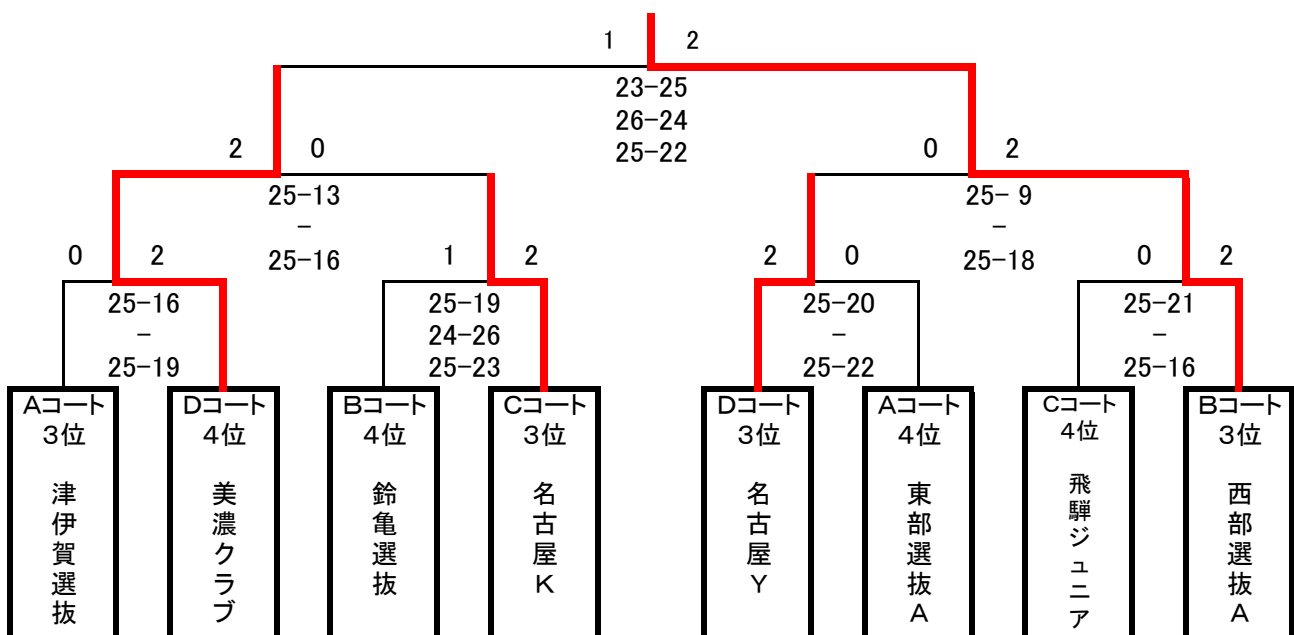 1 2
23-25
26-24
25-22
2 0
25-13
-
25-16
0 2
25- 9
-
25-18
0 2
25-16
-
25-19
1 2
25-19
24-26
25-23
2 0
25-20
-
25-22
0 2
25-21
-
25-16
Aコート
3位
津伊賀選抜
Dコート
4位
美濃クラブ
Bコート
4位
鈴亀選抜
Cコート
3位
名古屋K
Dコート
3位
名古屋Y
Aコート
4位
東部選抜A
Cコート
4位
飛騨ジュニア
Bコート
3位
西部選抜A